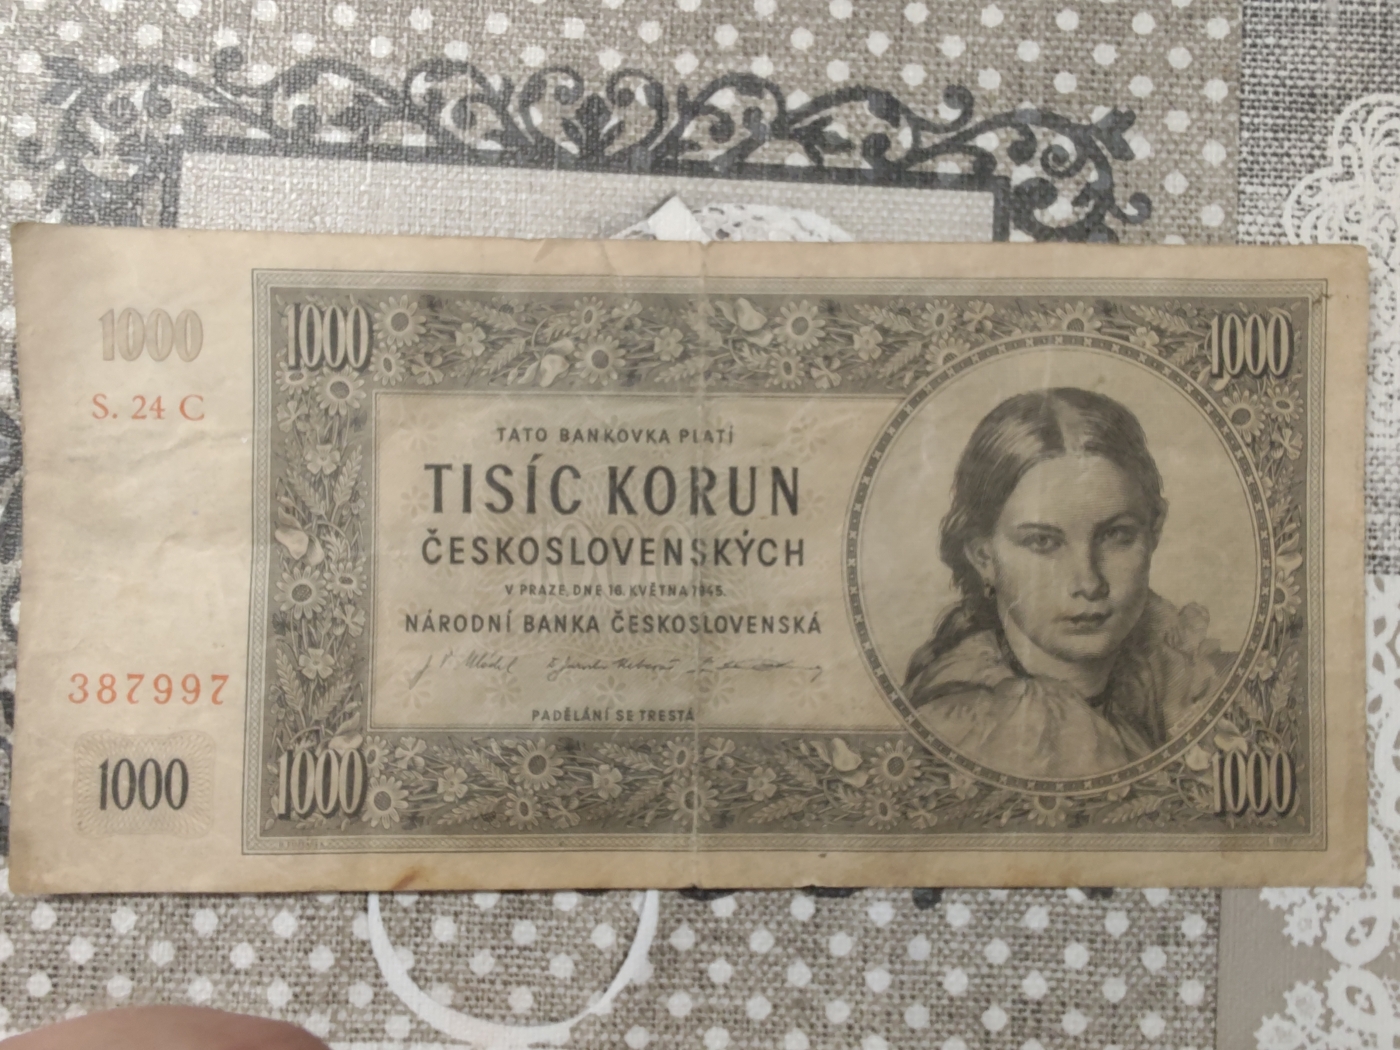 1000
S. 24 C
387997
1000
1000
1000
TATO BANKOVKA PLATÍ
TISÍC KORUN
ČESKOSLOVENSKÝCH
V PRAZE, DNE 16. KVĚTNA 1945.
NÁRODNÍ BANKA ČESKOSLOVENSKÁ
PADĚLÁNÍ SE TRESTÁ
1000
1000